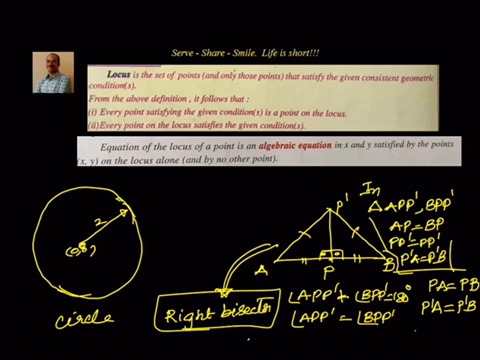 Serve - Share - Smile. Life is short!!!
Locus is the set of points (and only those points) that satisfy the given consistent geometric
condition(s).
From the above definition, it follows that :
(i) Every point satisfying the given condition(s) is a point on the locus.
(ii) Every point on the locus satisfies the given condition(s).
Equation of the locus of a point is an algebraic equation in x and y satisfied by the points
(x, y) on the locus alone (and by no other point).
2
circle
P'
A
P
B
In
Δ APP', BPP'
AP = BP
PP' = PP'
P'A = P'B
PA = PB
P'A = P'B
Right bisector
∠APP' + ∠BPP' = 180°
∠APP' = ∠BPP'